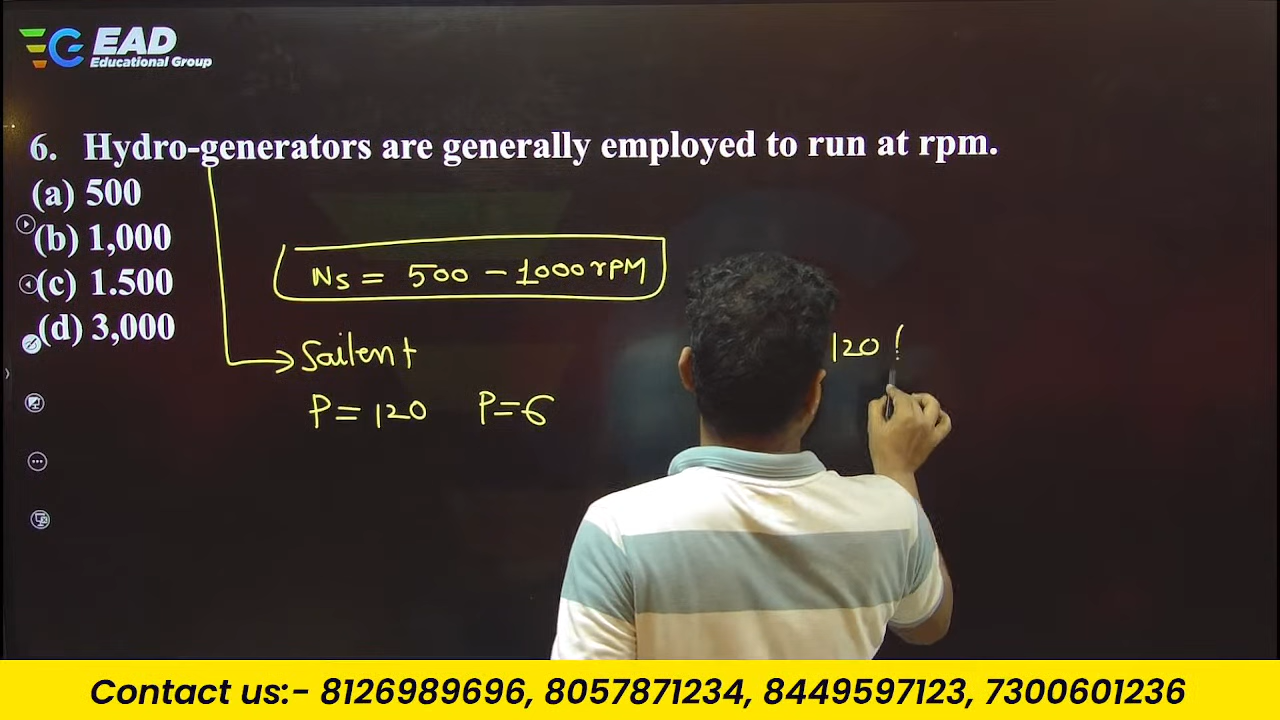 EAD
Educational Group
6. Hydro-generators are generally employed to run at rpm.
(a) 500
(b) 1,000
(c) 1.500
(d) 3,000
Ns = 500 - 1000 rPM
Sailent
P = 120 P = 6
120
Contact us:- 8126989696, 8057871234, 8449597123, 7300601236